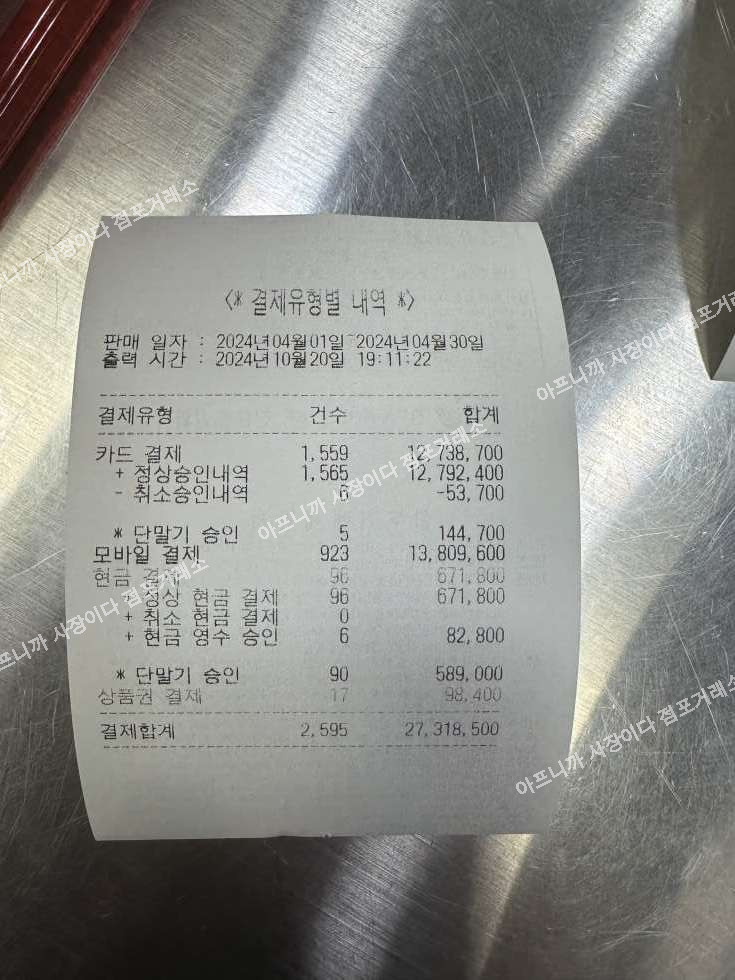 <* 결제유형별 내역 *>
판매 일자 : 2024년04월01일~2024년04월30일
출력 시간 : 2024년10월20일 19:11:22
결제유형 건수 합계
카드 결제 1,559 12,738,700
+ 정상승인내역 1,565 12,792,400
- 취소승인내역 6 -53,700
* 단말기 승인 5 144,700
모바일 결제 923 13,809,600
현금 결제 96 671,800
+ 정상 현금 결제 96 671,800
+ 취소 현금 결제 0
+ 현금 영수 승인 6 82,800
* 단말기 승인 90 589,000
상품권 결제 17 98,400
결제합계 2,595 27,318,500
아프니까 사장이다 점포거래소
아프니까 사장이다 점포거래소
아프니까 사장이다 점포거래소
아프니까 사장이다 점포거래소
아프니까 사장이다 점포거래소